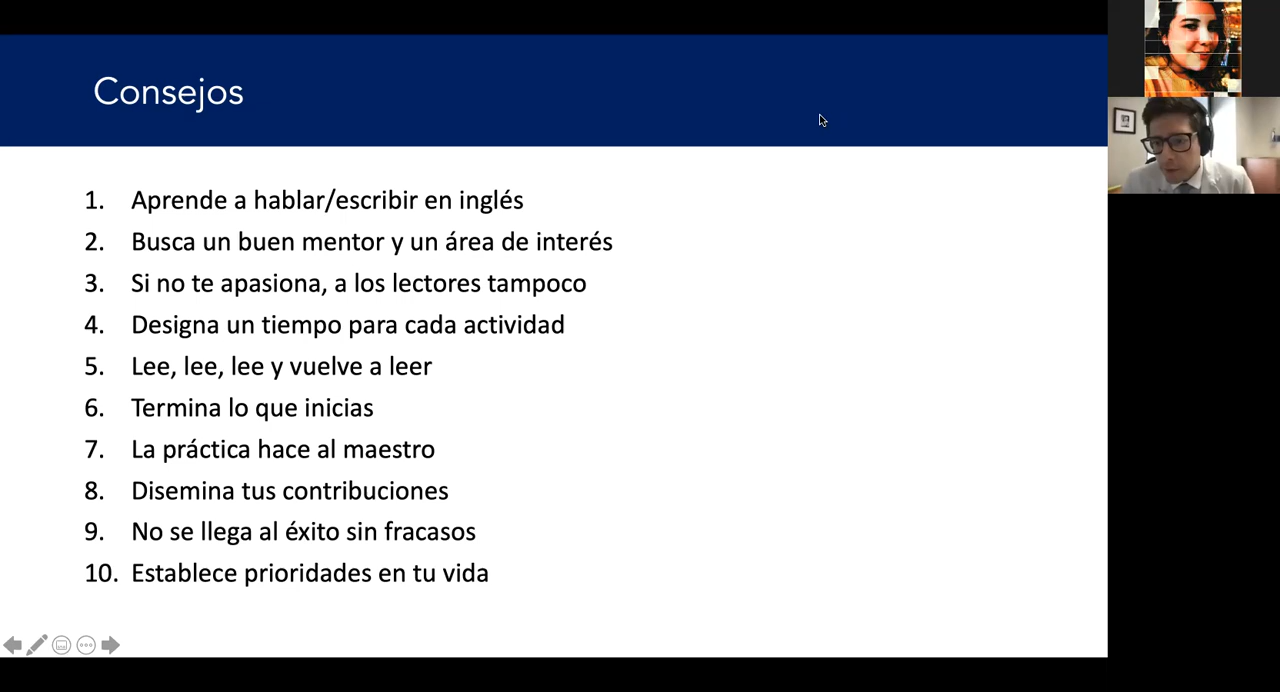 Consejos
1. Aprende a hablar/escribir en inglés
2. Busca un buen mentor y un área de interés
3. Si no te apasiona, a los lectores tampoco
4. Designa un tiempo para cada actividad
5. Lee, lee, lee y vuelve a leer
6. Termina lo que inicias
7. La práctica hace al maestro
8. Disemina tus contribuciones
9. No se llega al éxito sin fracasos
10. Establece prioridades en tu vida